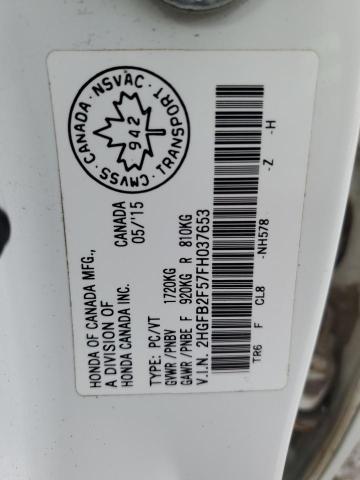 HONDA OF CANADA MFG.,
A DIVISION OF
HONDA CANADA INC.
CANADA
05/'15
CMVSS · CANADA · NSVAC · TRANSPORT
942
TYPE: PC/VT
GVWR / PNBV 1720KG
GAWR / PNBE F 920KG R 810KG
V.I.N. 2HGFB2F57FH037653
TR6 F CL8 -NH578 -Z -H